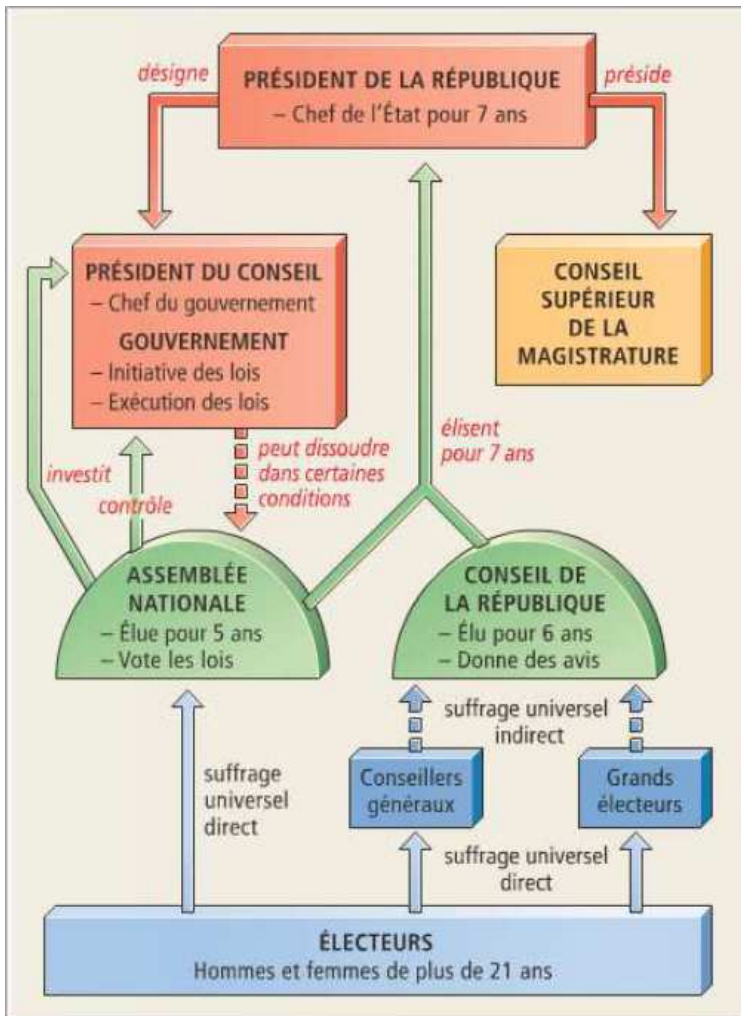 désigne
PRÉSIDENT DE LA RÉPUBLIQUE
– Chef de l'État pour 7 ans
préside
PRÉSIDENT DU CONSEIL
– Chef du gouvernement
GOUVERNEMENT
– Initiative des lois
– Exécution des lois
CONSEIL
SUPÉRIEUR
DE LA
MAGISTRATURE
investit
contrôle
peut dissoudre
dans certaines
conditions
élisent
pour 7 ans
ASSEMBLÉE
NATIONALE
– Élue pour 5 ans
– Vote les lois
CONSEIL DE
LA RÉPUBLIQUE
– Élu pour 6 ans
– Donne des avis
suffrage
universel
direct
suffrage universel
indirect
Conseillers
généraux
Grands
électeurs
suffrage universel
direct
ÉLECTEURS
Hommes et femmes de plus de 21 ans